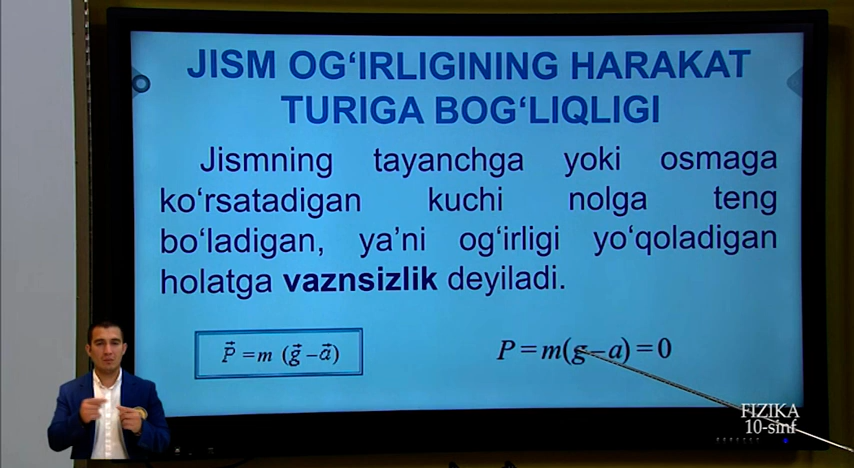 JISM OG‘IRLIGINING HARAKAT
TURIGA BOG‘LIQLIGI
Jismning tayanchga yoki osmaga
ko‘rsatadigan kuchi nolga teng
bo‘ladigan, ya’ni og‘irligi yo‘qoladigan
holatga vaznsizlik deyiladi.
P⃗ = m (g⃗ – a⃗)
P = m(g – a) = 0
FIZIKA
10-sinf